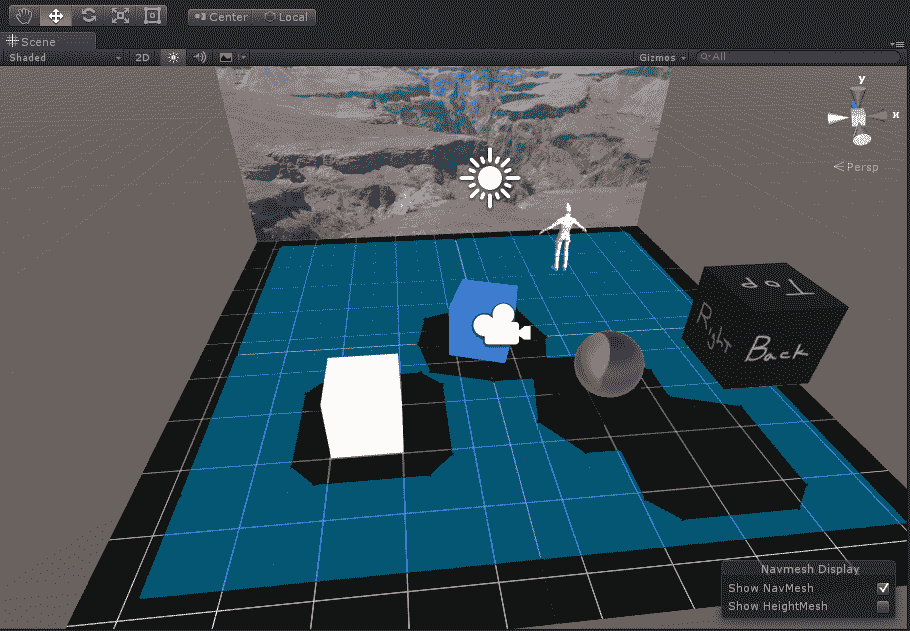 Center Local
Scene
Shaded 2D Gizmos All
y
x
Persp
Top
Right
Back
Navmesh Display
Show NavMesh
Show HeightMesh